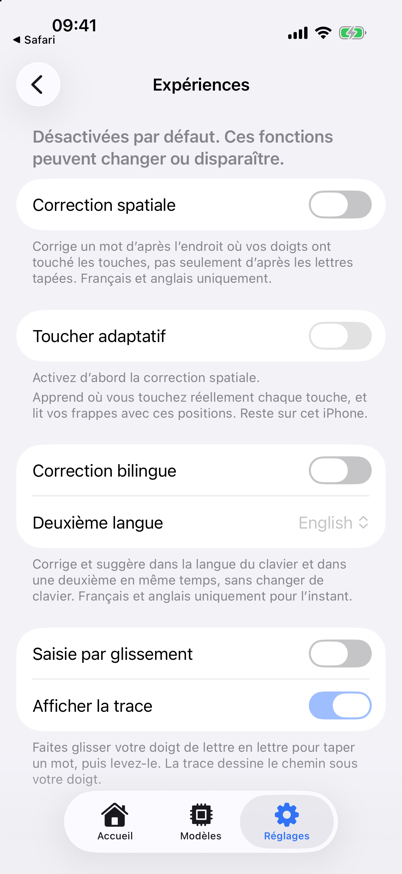 09:41
◀ Safari
Expériences
Désactivées par défaut. Ces fonctions
peuvent changer ou disparaître.
Correction spatiale
Corrige un mot d’après l’endroit où vos doigts ont
touché les touches, pas seulement d’après les lettres
tapées. Français et anglais uniquement.
Toucher adaptatif
Activez d’abord la correction spatiale.
Apprend où vous touchez réellement chaque touche, et
lit vos frappes avec ces positions. Reste sur cet iPhone.
Correction bilingue
Deuxième langue English
Corrige et suggère dans la langue du clavier et dans
une deuxième en même temps, sans changer de
clavier. Français et anglais uniquement pour l’instant.
Saisie par glissement
Afficher la trace
Faites glisser votre doigt de lettre en lettre pour taper
un mot, puis levez-le. La trace dessine le chemin sous
votre doigt.
Accueil Modèles Réglages